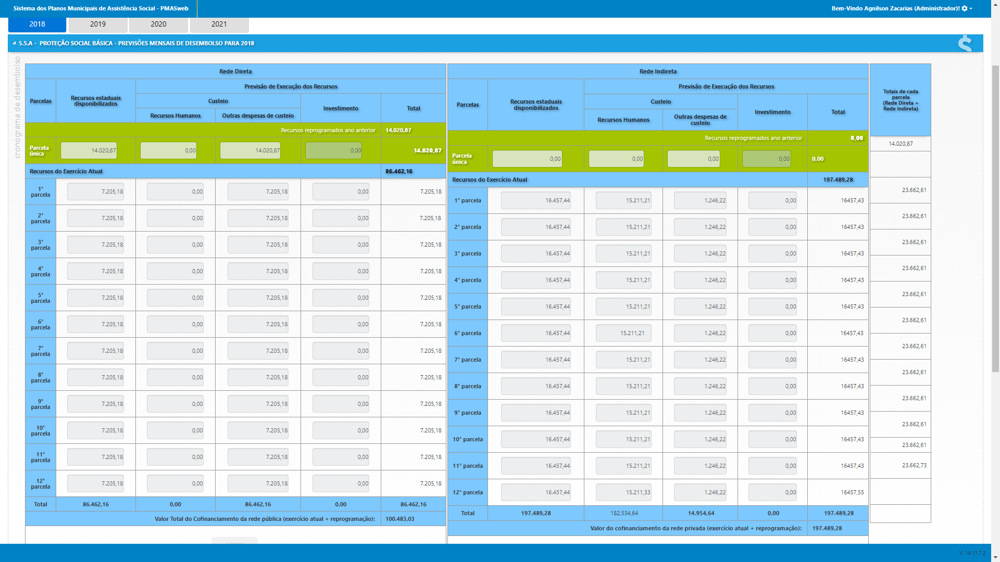 Sistema dos Planos Municipais de Assistência Social - PMASweb
Bem-Vindo Agnilson Zacarias (Administrador)!
2018 2019 2020 2021
5.5.A - PROTEÇÃO SOCIAL BÁSICA - PREVISÕES MENSAIS DE DESEMBOLSO PARA 2018
cronograma de desembolso
Rede Direta
Parcelas
Recursos estaduais
disponibilizados
Previsão de Execução dos Recursos
Custeio
Recursos Humanos
Outras despesas de custeio
Investimento
Total
Recursos reprogramados ano anterior 14.020,87
Parcela
única
14.020,87 0,00 14.020,87 0,00 14.020,87
Recursos do Exercício Atual 86.462,16
1°
parcela
7.205,18 0,00 7.205,18 0,00 7.205,18
2°
parcela
7.205,18 0,00 7.205,18 0,00 7.205,18
3°
parcela
7.205,18 0,00 7.205,18 0,00 7.205,18
4°
parcela
7.205,18 0,00 7.205,18 0,00 7.205,18
5°
parcela
7.205,18 0,00 7.205,18 0,00 7.205,18
6°
parcela
7.205,18 0,00 7.205,18 0,00 7.205,18
7°
parcela
7.205,18 0,00 7.205,18 0,00 7.205,18
8°
parcela
7.205,18 0,00 7.205,18 0,00 7.205,18
9°
parcela
7.205,18 0,00 7.205,18 0,00 7.205,18
10°
parcela
7.205,18 0,00 7.205,18 0,00 7.205,18
11°
parcela
7.205,18 0,00 7.205,18 0,00 7.205,18
12°
parcela
7.205,18 0,00 7.205,18 0,00 7.205,18
Total 86.462,16 0,00 86.462,16 0,00 86.462,16
Valor Total do Cofinanciamento da rede pública (exercício atual + reprogramação): 100.483,03
Limpar
Rede Indireta
Parcelas
Recursos estaduais
disponibilizados
Previsão de Execução dos Recursos
Custeio
Recursos Humanos
Outras despesas de
custeio
Investimento
Total
Recursos reprogramados ano anterior 0,00
Parcela
única
0,00 0,00 0,00 0,00 0,00
Recursos do Exercício Atual 197.489,28
1° parcela 16.457,44 15.211,21 1.246,22 0,00 16457,43
2° parcela 16.457,44 15.211,21 1.246,22 0,00 16457,43
3° parcela 16.457,44 15.211,21 1.246,22 0,00 16457,43
4° parcela 16.457,44 15.211,21 1.246,22 0,00 16457,43
5° parcela 16.457,44 15.211,21 1.246,22 0,00 16457,43
6° parcela 16.457,44 15.211,21 1.246,22 0,00 16457,43
7° parcela 16.457,44 15.211,21 1.246,22 0,00 16457,43
8° parcela 16.457,44 15.211,21 1.246,22 0,00 16457,43
9° parcela 16.457,44 15.211,21 1.246,22 0,00 16457,43
10° parcela 16.457,44 15.211,21 1.246,22 0,00 16457,43
11° parcela 16.457,44 15.211,21 1.246,22 0,00 16457,43
12° parcela 16.457,44 15.211,33 1.246,22 0,00 16457,55
Total 197.489,28 182.534,64 14.954,64 0,00 197.489,28
Valor do cofinanciamento da rede privada (exercício atual + reprogramação): 197.489,28
Totais de cada
parcela
(Rede Direta +
Rede Indireta)
14.020,87
23.662,61
23.662,61
23.662,61
23.662,61
23.662,61
23.662,61
23.662,61
23.662,61
23.662,61
23.662,61
23.662,61
23.662,73
V. 19.11.7.2